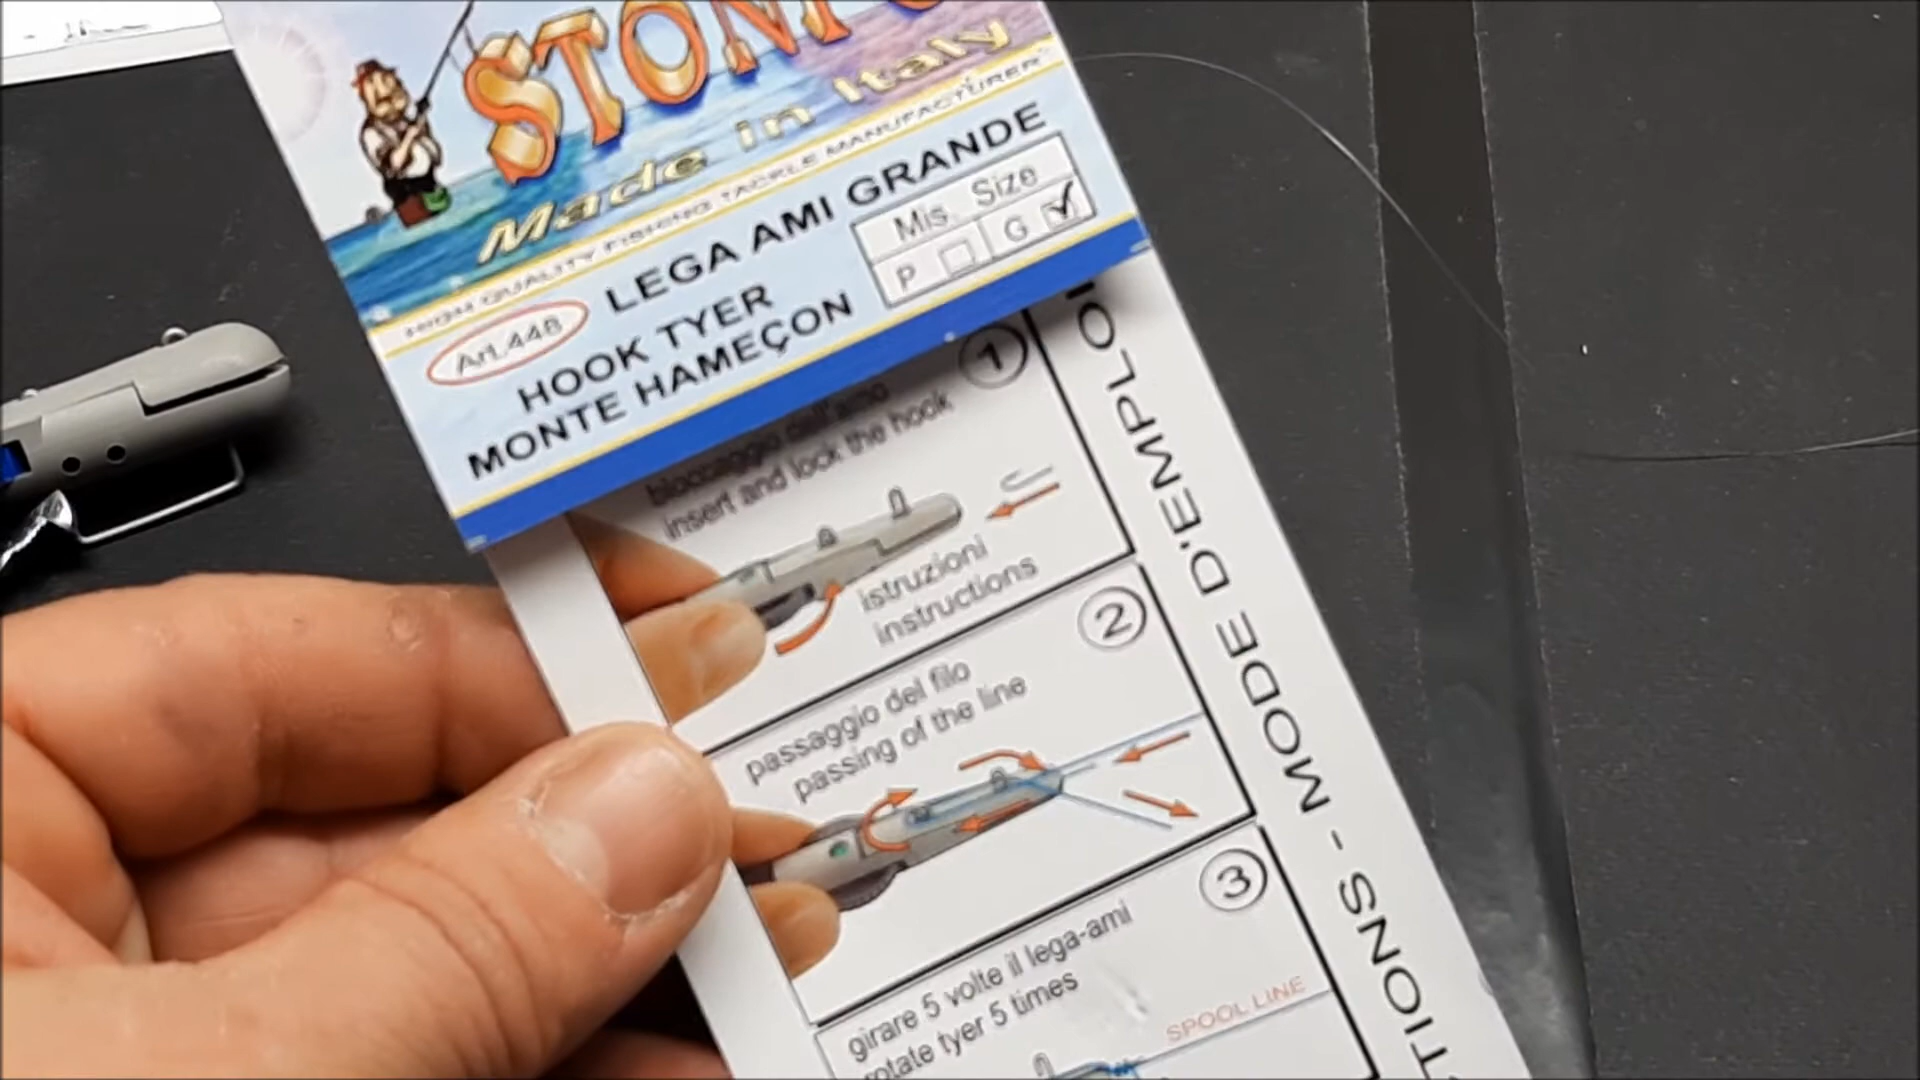 STONFO
Made in Italy
HIGH QUALITY FISHING TACKLE MANUFACTURER
Art.448
LEGA AMI GRANDE
HOOK TYER
MONTE HAMEÇON
Mis. Size
P G ✓
1
bloccaggio dell'amo
insert and lock the hook
istruzioni
instructions
2
passaggio del filo
passing of the line
3
girare 5 volte il lega-ami
rotate tyer 5 times
SPOOL LINE
TIONS - MODE D'EMPLOI